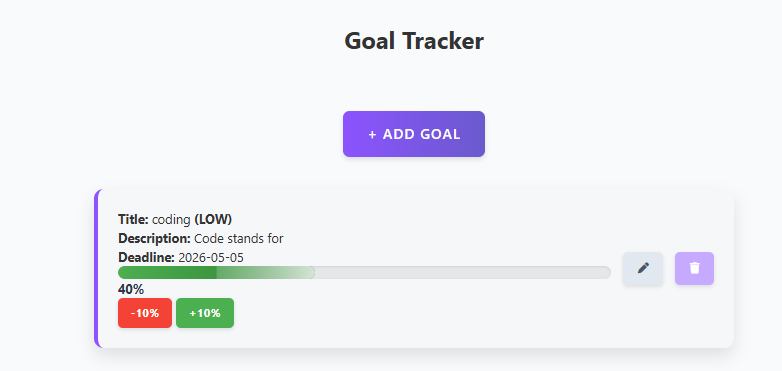 Goal Tracker
+ ADD GOAL
Title: coding (LOW)
Description: Code stands for
Deadline: 2026-05-05
40%
-10% +10%